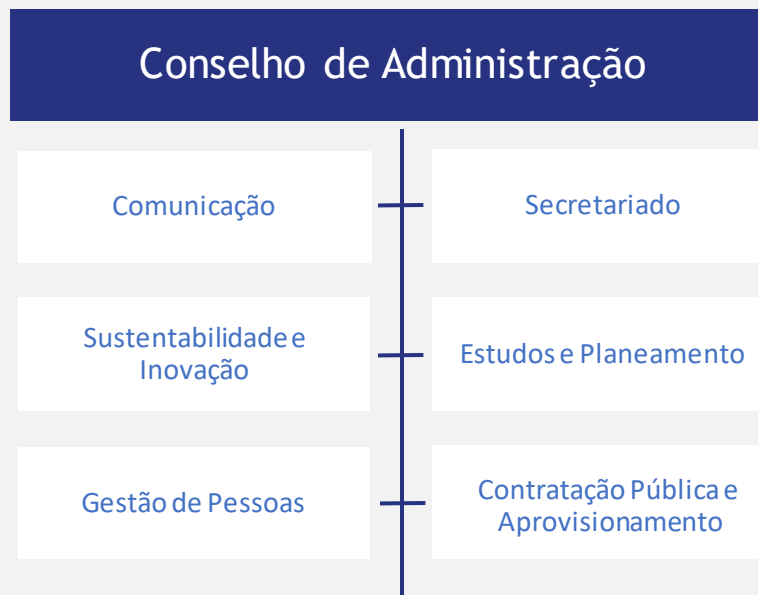 Conselho de Administração
Comunicação
Secretariado
Sustentabilidade e
Inovação
Estudos e Planeamento
Gestão de Pessoas
Contratação Pública e
Aprovisionamento